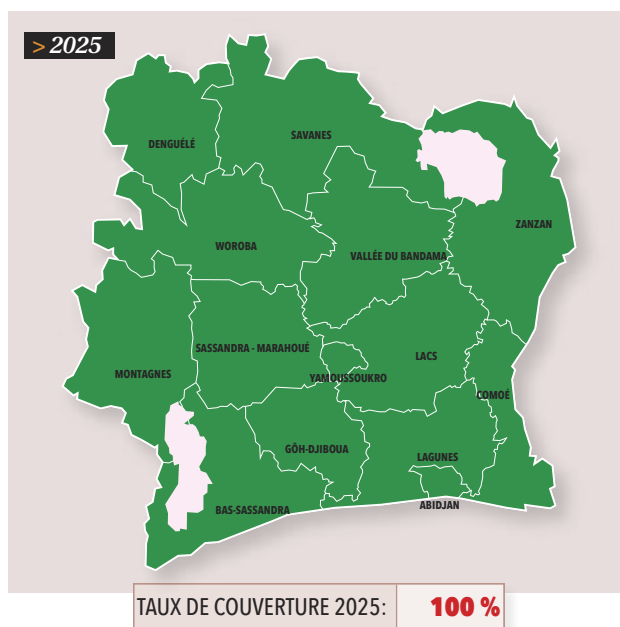 > 2025
DENGUÉLÉ
SAVANES
ZANZAN
WOROBA
VALLÉE DU BANDAMA
SASSANDRA - MARAHOUÉ
LACS
MONTAGNES
YAMOUSSOUKRO
COMOÉ
GÔH-DJIBOUA
LAGUNES
BAS-SASSANDRA
ABIDJAN
TAUX DE COUVERTURE 2025: 100 %